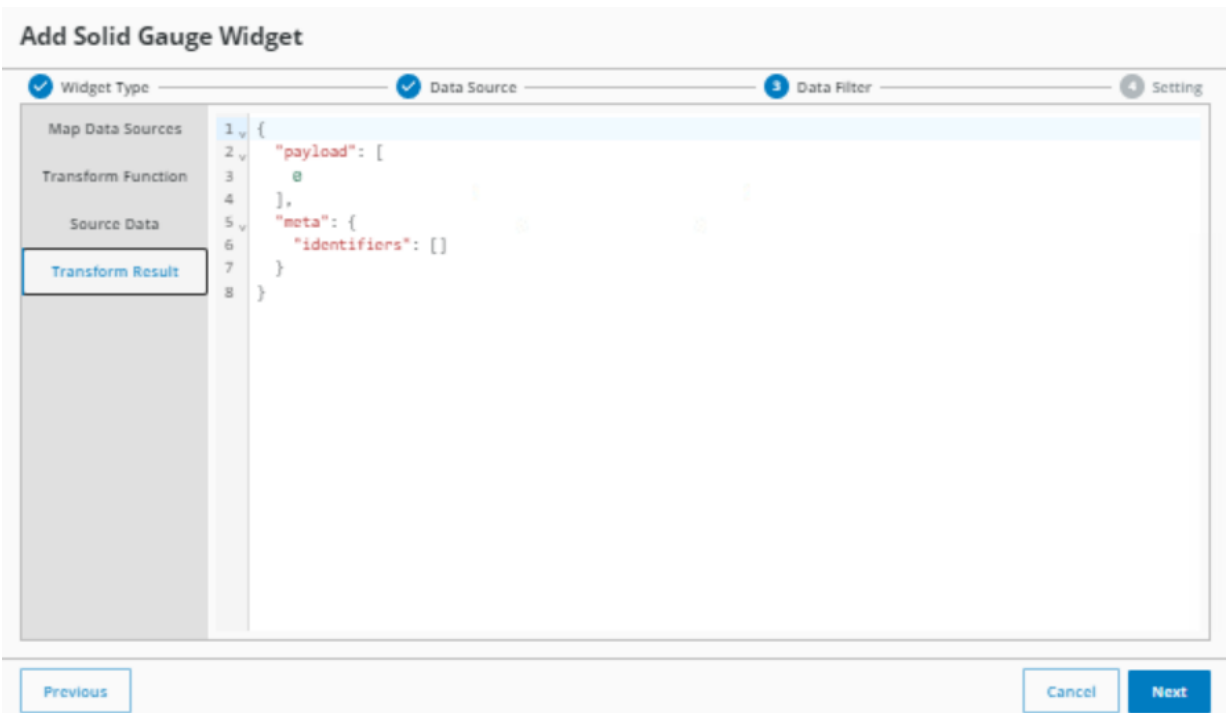 Add Solid Gauge Widget
Widget Type
Data Source
3 Data Filter
4 Setting
Map Data Sources
Transform Function
Source Data
Transform Result
1 {
2 "payload": [
3 0
4 ],
5 "meta": {
6 "identifiers": []
7 }
8 }
Previous
Cancel
Next